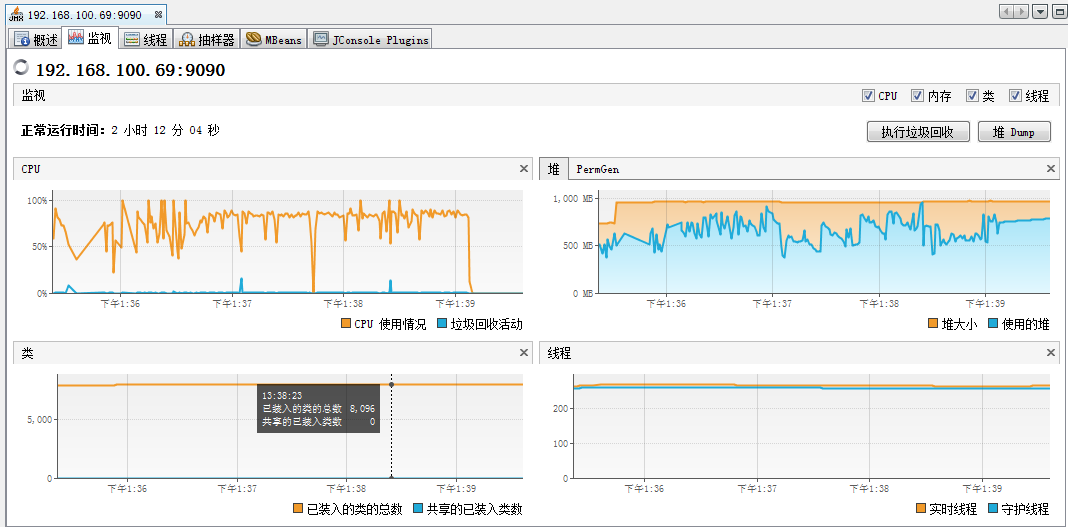 JMX 192.168.100.69:9090
概述 监视 线程 抽样器 MBeans JConsole Plugins
192.168.100.69:9090
监视 CPU 内存 类 线程
正常运行时间: 2 小时 12 分 04 秒 执行垃圾回收 堆 Dump
CPU
100%
50%
0%
下午1:36 下午1:37 下午1:38 下午1:39
CPU 使用情况 垃圾回收活动
堆 PermGen
1,000 MB
500 MB
0 MB
下午1:36 下午1:37 下午1:38 下午1:39
堆大小 使用的堆
类
5,000
0
13:38:23
已装入的类的总数 8,096
共享的已装入类数 0
下午1:36 下午1:37 下午1:38 下午1:39
已装入的类的总数 共享的已装入类数
线程
200
100
0
下午1:36 下午1:37 下午1:38 下午1:39
实时线程 守护线程